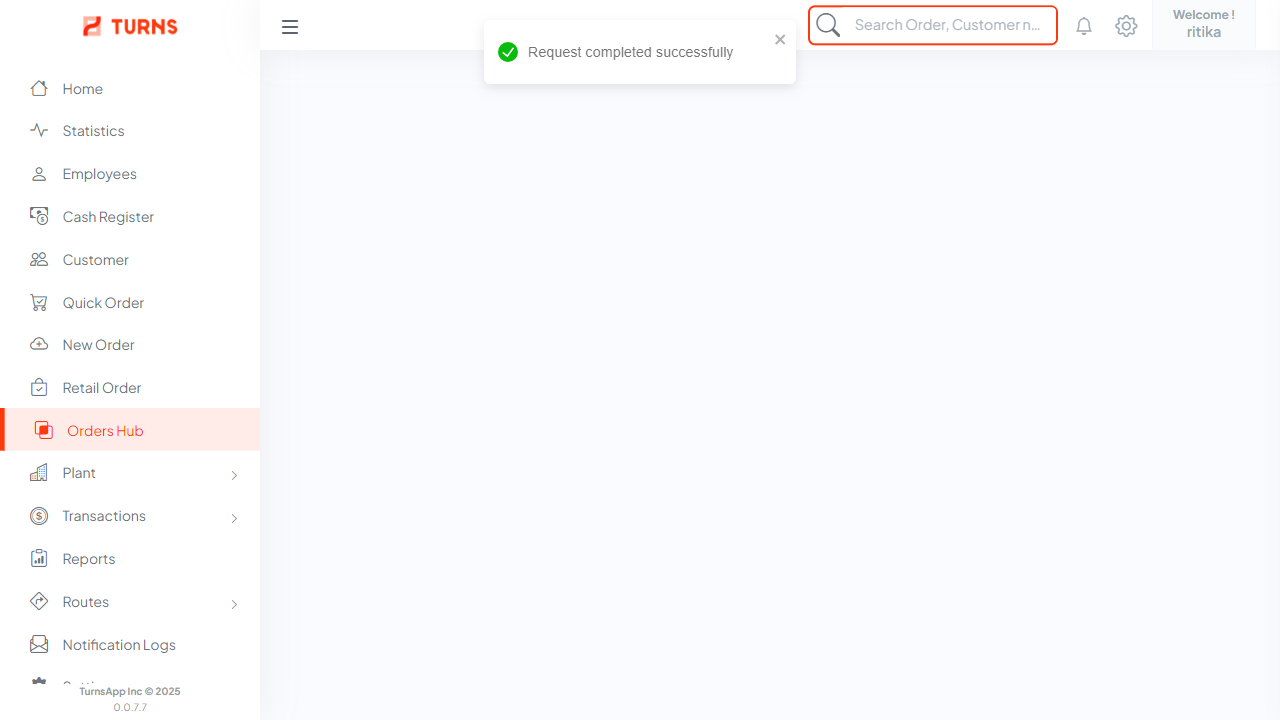 TURNS
Request completed successfully
Search Order, Customer n...
Welcome !
ritika
Home
Statistics
Employees
Cash Register
Customer
Quick Order
New Order
Retail Order
Orders Hub
Plant
Transactions
Reports
Routes
Notification Logs
TurnsApp Inc © 2025
0.0.7.7